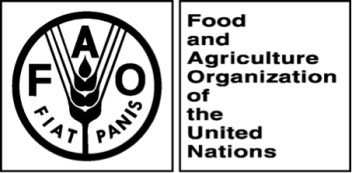 F A O
FIAT PANIS
Food
and
Agriculture
Organization
of
the
United
Nations